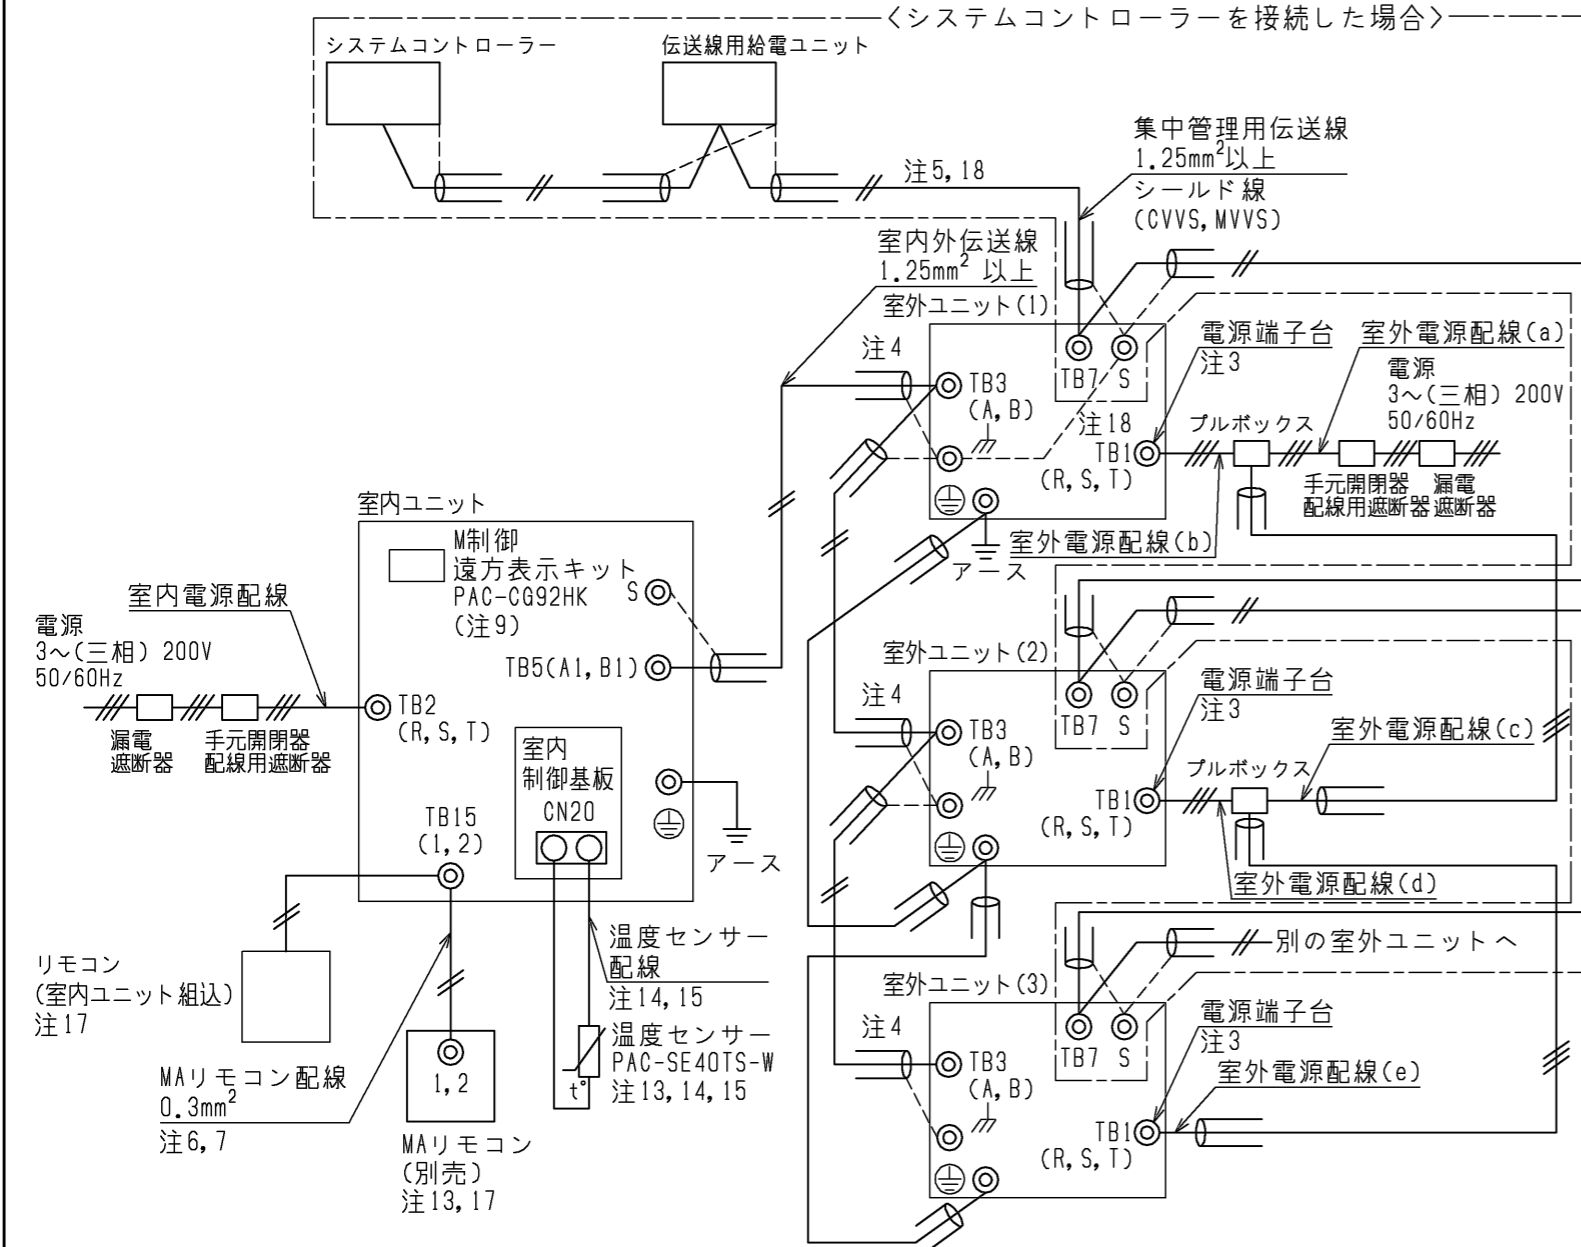 〈システムコントローラーを接続した場合〉
システムコントローラー
伝送線用給電ユニット
注5,18
集中管理用伝送線
1.25mm²以上
シールド線
(CVVS,MVVS)
室内外伝送線
1.25mm² 以上
室外ユニット(1)
注4
TB3
(A,B)
TB7 S
注18
TB1
(R,S,T)
電源端子台
注3
室外電源配線(a)
電源
3～(三相) 200V
50/60Hz
プルボックス
手元開閉器
配線用遮断器
漏電
遮断器
室外電源配線(b)
アース
室内ユニット
M制御
遠方表示キット
PAC-CG92HK
(注9)
S
TB5(A1,B1)
室内電源配線
電源
3～(三相) 200V
50/60Hz
漏電
遮断器
手元開閉器
配線用遮断器
TB2
(R,S,T)
室内
制御基板
CN20
TB15
(1,2)
アース
室外ユニット(2)
注4
TB3
(A,B)
TB7 S
TB1
(R,S,T)
電源端子台
注3
室外電源配線(c)
プルボックス
室外電源配線(d)
リモコン
(室内ユニット組込)
注17
MAリモコン配線
0.3mm²
注6,7
1,2
MAリモコン
(別売)
注13,17
温度センサー
配線
注14,15
温度センサー
PAC-SE40TS-W
注13,14,15
t°
別の室外ユニットへ
室外ユニット(3)
注4
TB3
(A,B)
TB7 S
TB1
(R,S,T)
電源端子台
注3
室外電源配線(e)